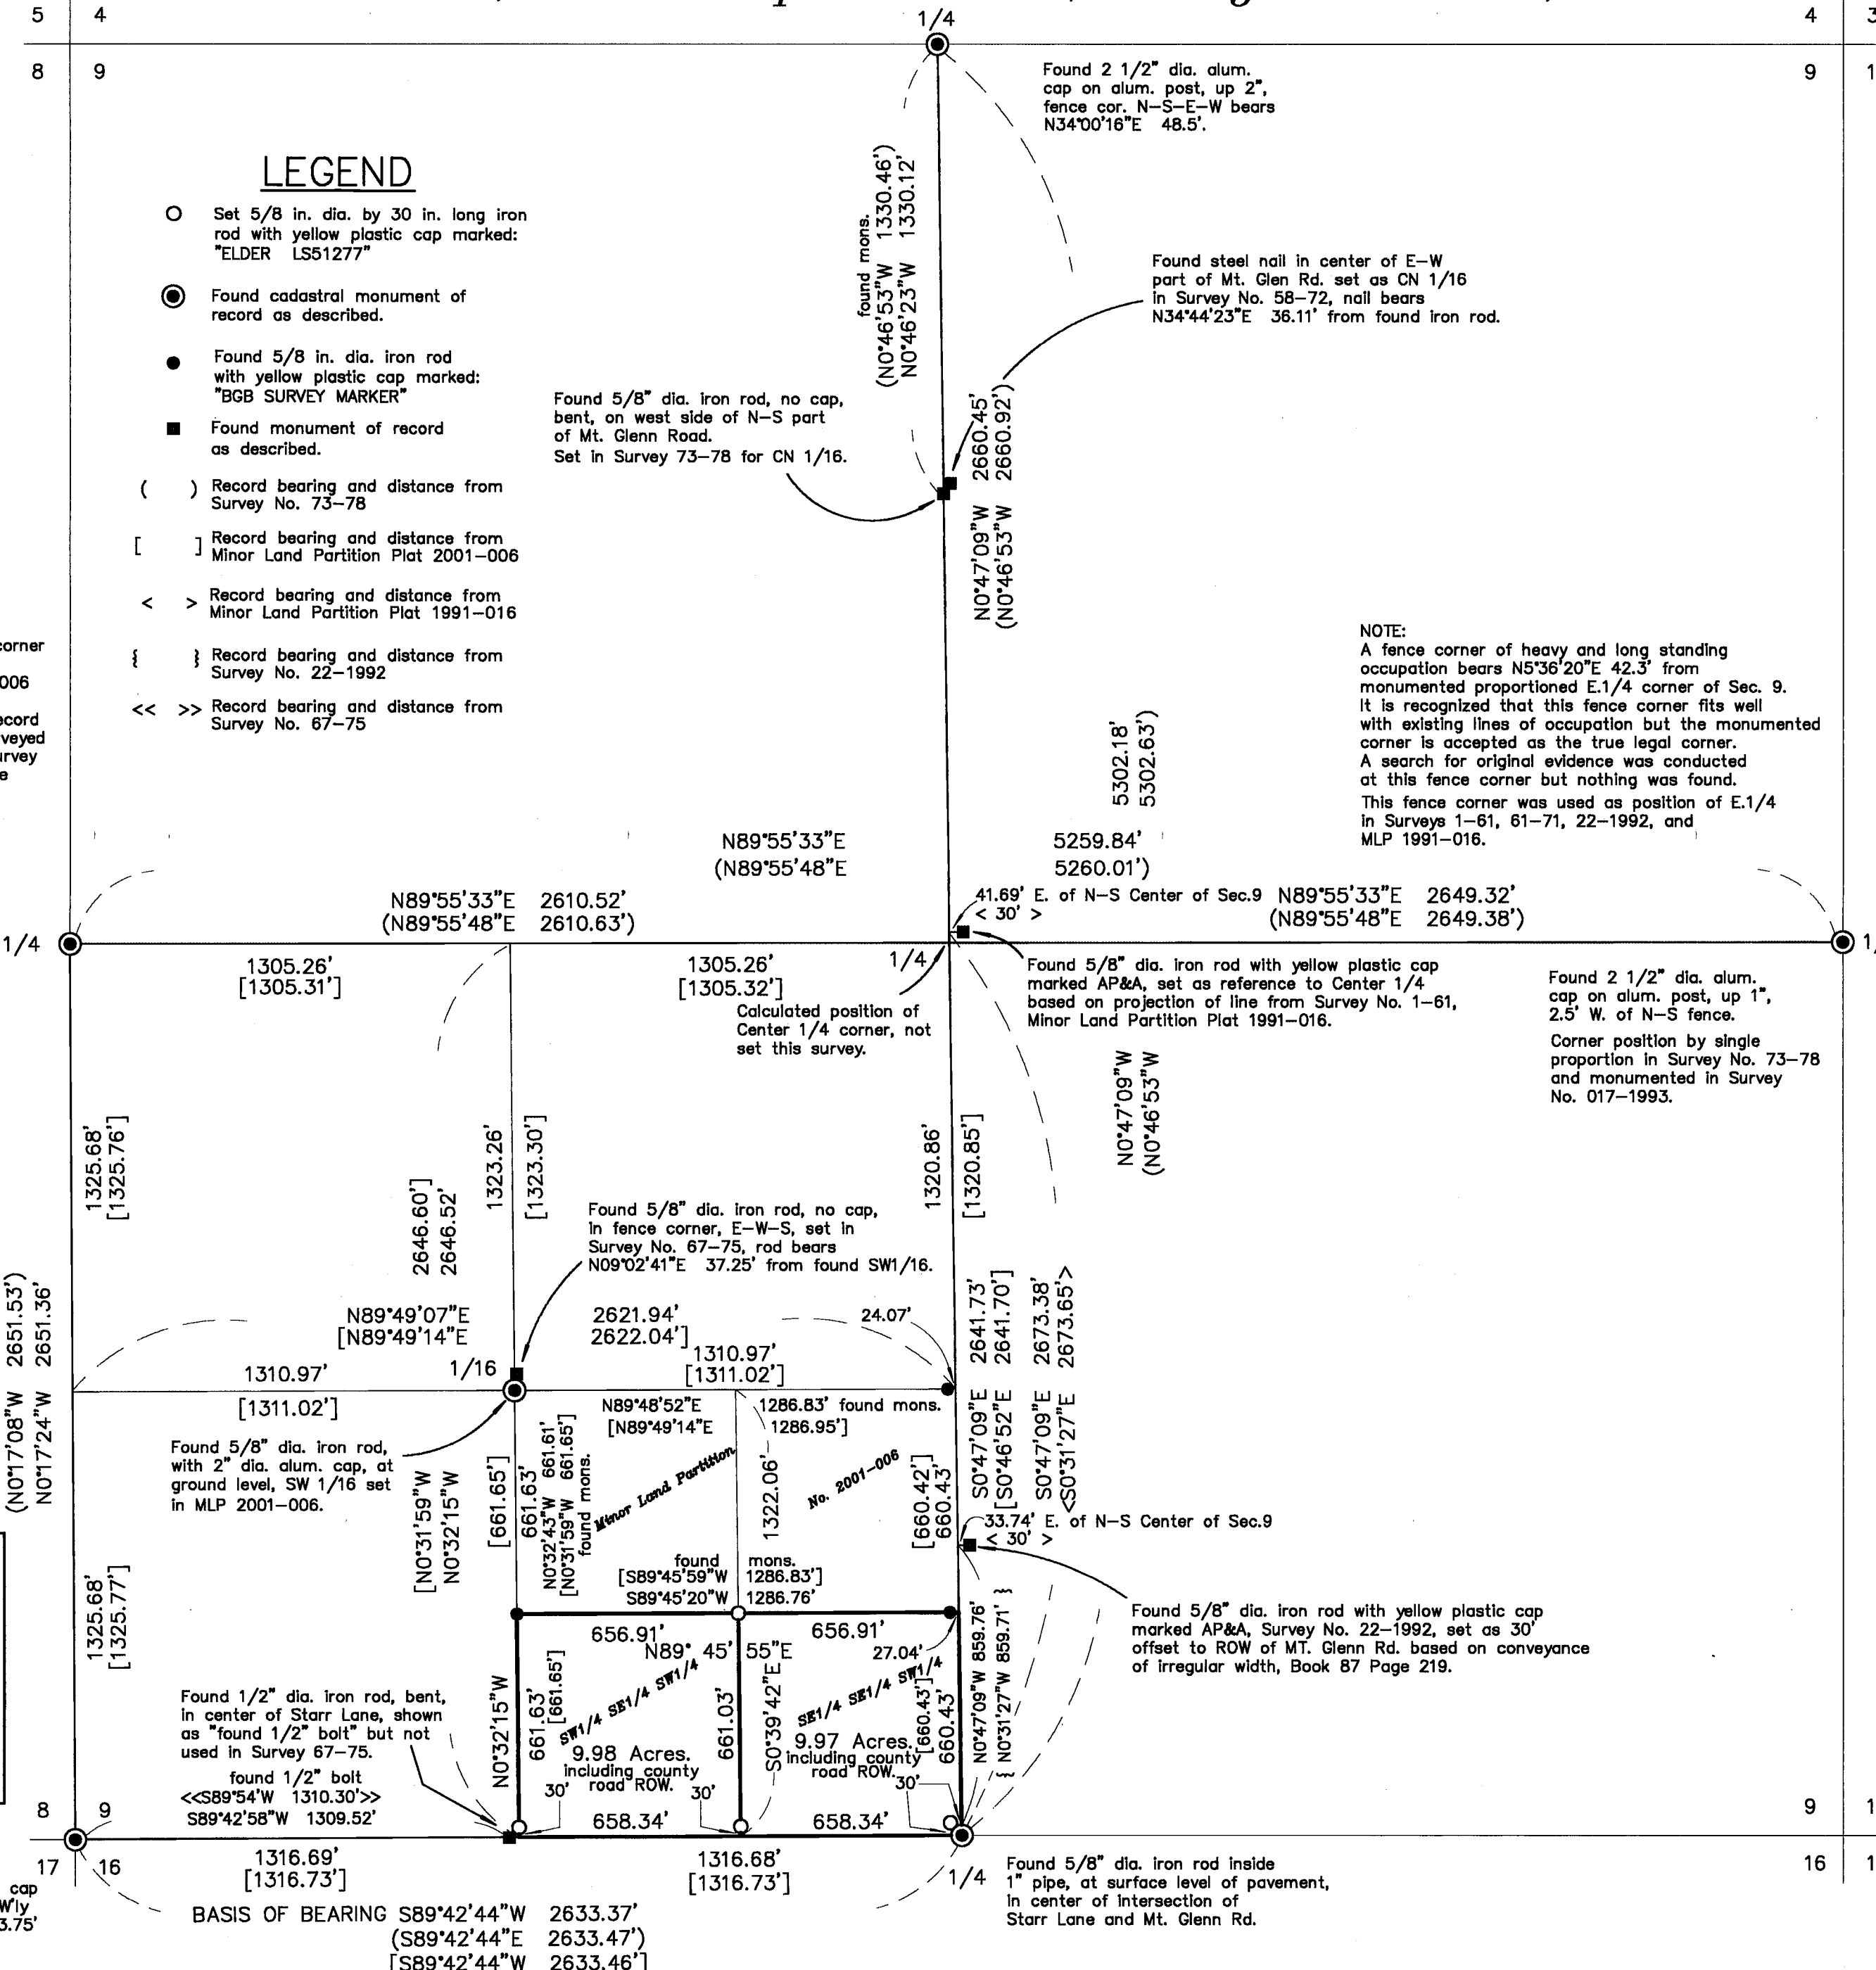 5 4
1/4
4 3
8 9
9 1
Found 2 1/2" dia. alum.
cap on alum. post, up 2",
fence cor. N-S-E-W bears
N34°00'16"E 48.5'.
LEGEND
Set 5/8 in. dia. by 30 in. long iron
rod with yellow plastic cap marked:
"ELDER LS51277"
Found cadastral monument of
record as described.
Found 5/8 in. dia. iron rod
with yellow plastic cap marked:
"BGB SURVEY MARKER"
Found monument of record
as described.
( ) Record bearing and distance from
Survey No. 73-78
[ ] Record bearing and distance from
Minor Land Partition Plat 2001-006
< > Record bearing and distance from
Minor Land Partition Plat 1991-016
{ } Record bearing and distance from
Survey No. 22-1992
<< >> Record bearing and distance from
Survey No. 67-75
found mons.
(N0°46'53"W 1330.46')
N0°46'23"W 1330.12'
Found steel nail in center of E-W
part of Mt. Glen Rd. set as CN 1/16
in Survey No. 58-72, nail bears
N34°44'23"E 36.11' from found iron rod.
Found 5/8" dia. iron rod, no cap,
bent, on west side of N-S part
of Mt. Glenn Road.
Set in Survey 73-78 for CN 1/16.
N0°47'09"W 2660.45'
(N0°46'53"W 2660.92')
corner
006
ecord
veyed
urvey
e
NOTE:
A fence corner of heavy and long standing
occupation bears N5°36'20"E 42.3' from
monumented proportioned E.1/4 corner of Sec. 9.
It is recognized that this fence corner fits well
with existing lines of occupation but the monumented
corner is accepted as the true legal corner.
A search for original evidence was conducted
at this fence corner but nothing was found.
This fence corner was used as position of E.1/4
in Surveys 1-61, 61-71, 22-1992, and
MLP 1991-016.
5302.18'
5302.63')
N89°55'33"E 5259.84'
(N89°55'48"E 5260.01')
N89°55'33"E 2610.52'
(N89°55'48"E 2610.63')
41.69' E. of N-S Center of Sec.9
< 30' >
N89°55'33"E 2649.32'
(N89°55'48"E 2649.38')
1/4
1/4
1/
1305.26'
[1305.31']
1305.26'
[1305.32']
Calculated position of
Center 1/4 corner, not
set this survey.
Found 5/8" dia. iron rod with yellow plastic cap
marked AP&A, set as reference to Center 1/4
based on projection of line from Survey No. 1-61,
Minor Land Partition Plat 1991-016.
Found 2 1/2" dia. alum.
cap on alum. post, up 1",
2.5' W. of N-S fence.
Corner position by single
proportion in Survey No. 73-78
and monumented in Survey
No. 017-1993.
N0°47'09"W
(N0°46'53"W
1325.68'
[1325.76']
2646.60']
2646.52'
1323.26'
[1323.30']
1320.86'
[1320.85']
Found 5/8" dia. iron rod, no cap,
in fence corner, E-W-S, set in
Survey No. 67-75, rod bears
N09°02'41"E 37.25' from found SW1/16.
(N0°17'08"W 2651.53')
N0°17'24"W 2651.36'
N89°49'07"E 2621.94'
[N89°49'14"E 2622.04']
24.07'
1310.97'
[1311.02']
1/16
1310.97'
[1311.02']
S0°47'09"E 2641.73'
[S0°46'52"E 2641.70']
S0°47'09"E 2673.38'
<S0°31'27"E 2673.65'>
N89°48'52"E 1286.83' found mons.
[N89°49'14"E 1286.95']
Found 5/8" dia. iron rod,
with 2" dia. alum. cap, at
ground level, SW 1/16 set
in MLP 2001-006.
[N0°31'59"W
N0°32'15"W
[661.65']
661.63'
N0°32'43"W 661.61'
[N0°31'59"W 661.65']
found mons.
Minor Land Partition
No. 2001-006
1322.06'
[660.42']
660.43'
33.74' E. of N-S Center of Sec.9
< 30' >
found mons.
[S89°45'59"W 1286.83']
S89°45'20"W 1286.76'
1325.68'
[1325.77']
656.91'
656.91'
N89° 45' 55"E
27.04'
Found 5/8" dia. iron rod with yellow plastic cap
marked AP&A, Survey No. 22-1992, set as 30'
offset to ROW of MT. Glenn Rd. based on conveyance
of irregular width, Book 87 Page 219.
N0°32'15"W
661.63'
[661.65']
SW1/4 SE1/4 SW1/4
9.98 Acres.
including county
road ROW.
661.03'
S0°39'42"E
SE1/4 SE1/4 SW1/4
9.97 Acres.
including county
road ROW.
[660.43']
660.43'
N0°47'09"W 859.76'
{N0°31'27"W 859.71'}
Found 1/2" dia. iron rod, bent,
in center of Starr Lane, shown
as "found 1/2" bolt" but not
used in Survey 67-75.
found 1/2" bolt
<<S89°54'W 1310.30'>>
S89°42'58"W 1309.52'
30'
30'
30'
658.34'
658.34'
8 9
9 1
17 16
16 1
1316.69'
[1316.73']
1316.68'
[1316.73']
1/4
Found 5/8" dia. iron rod inside
1" pipe, at surface level of pavement,
in center of intersection of
Starr Lane and Mt. Glenn Rd.
cap
W'ly
3.75'
BASIS OF BEARING S89°42'44"W 2633.37'
(S89°42'44"E 2633.47')
[S89°42'44"W 2633.46']